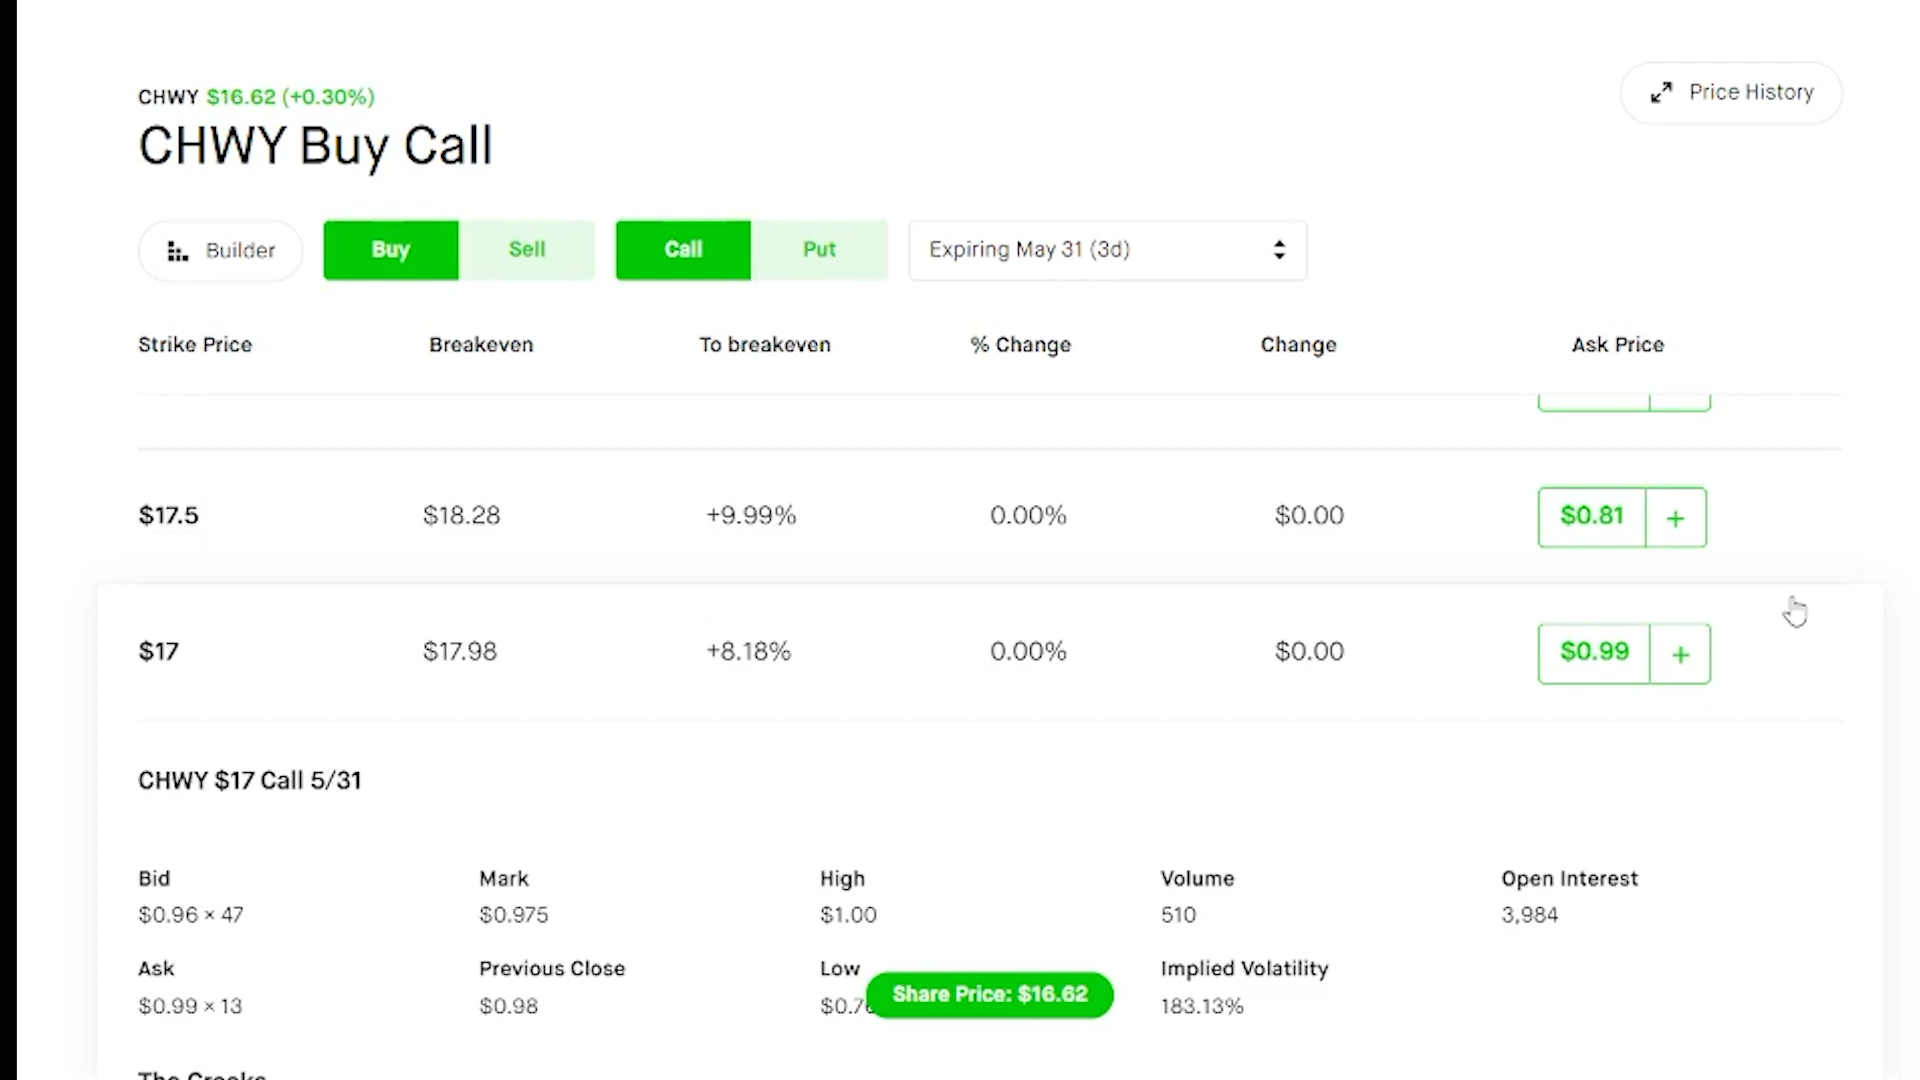 CHWY $16.62 (+0.30%)
Price History
CHWY Buy Call
Builder Buy Sell Call Put Expiring May 31 (3d)
Strike Price Breakeven To breakeven % Change Change Ask Price
$17.5 $18.28 +9.99% 0.00% $0.00 $0.81 +
$17 $17.98 +8.18% 0.00% $0.00 $0.99 +
CHWY $17 Call 5/31
Bid Mark High Volume Open Interest
$0.96 × 47 $0.975 $1.00 510 3,984
Ask Previous Close Low Implied Volatility
$0.99 × 13 $0.98 Share Price: $16.62 183.13%